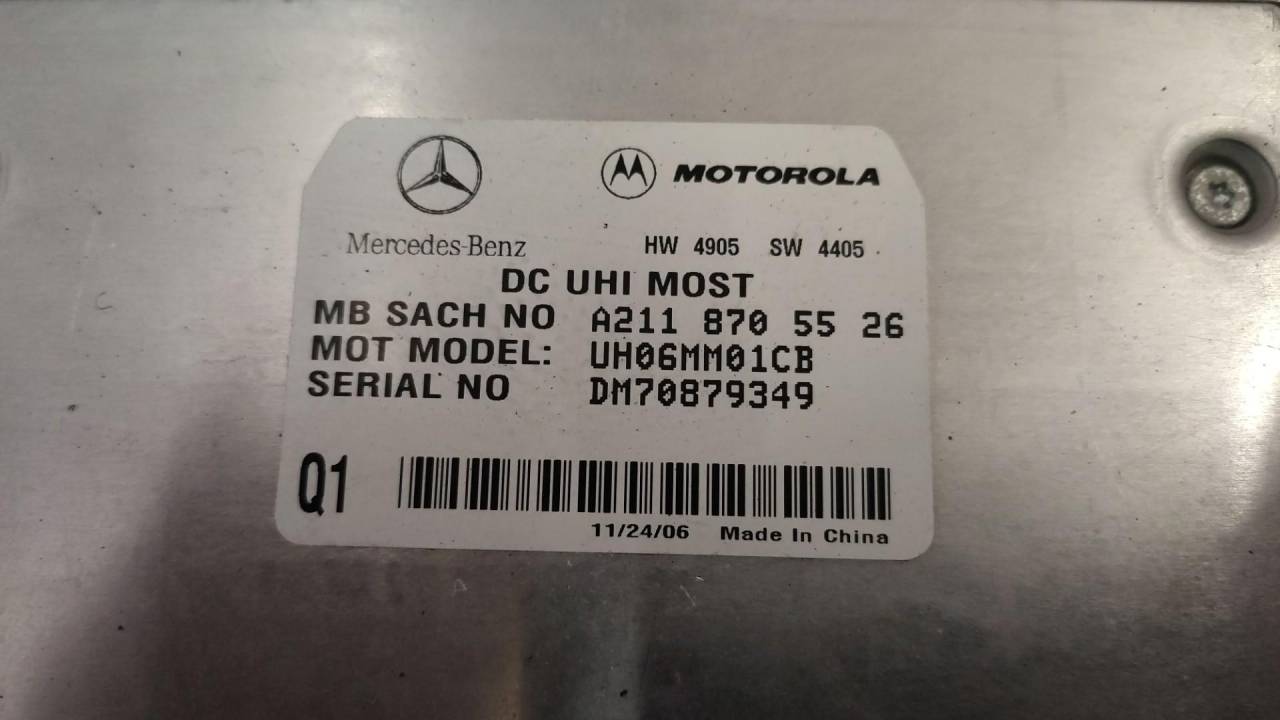 MOTOROLA
Mercedes-Benz HW 4905 SW 4405
DC UHI MOST
MB SACH NO A211 870 55 26
MOT MODEL: UH06MM01CB
SERIAL NO DM70879349
Q1
11/24/06 Made In China